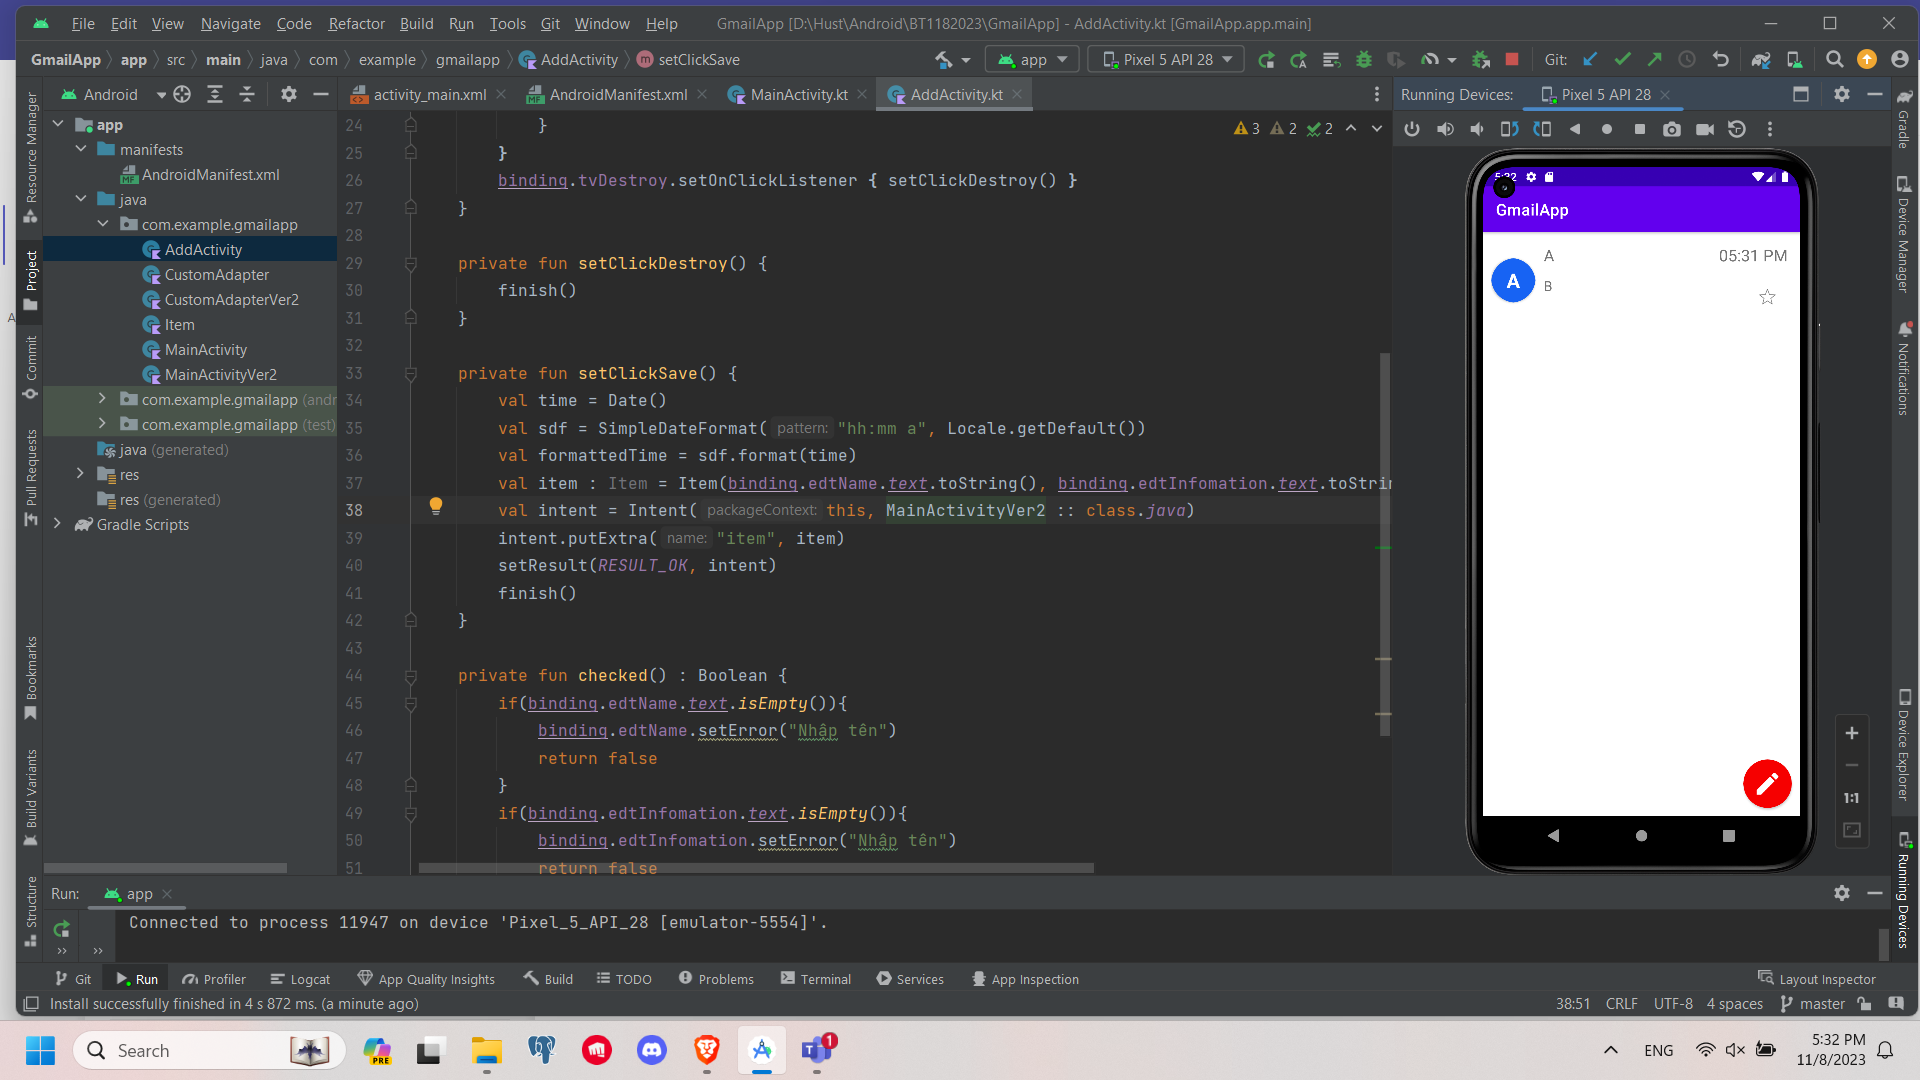 File Edit View Navigate Code Refactor Build Run Tools Git Window Help GmailApp [D:\Hust\Android\BT1182023\GmailApp] - AddActivity.kt [GmailApp.app.main]
GmailApp app src main java com example gmailapp AddActivity setClickSave app Pixel 5 API 28 Git:
Android activity_main.xml AndroidManifest.xml MainActivity.kt AddActivity.kt Running Devices: Pixel 5 API 28
Resource Manager
Project
Commit
Pull Requests
Bookmarks
Build Variants
Structure
app
manifests
AndroidManifest.xml
java
com.example.gmailapp
AddActivity
CustomAdapter
CustomAdapterVer2
Item
MainActivity
MainActivityVer2
com.example.gmailapp (andr
com.example.gmailapp (test)
java (generated)
res
res (generated)
Gradle Scripts
3 2 2
24 }
25 }
26 binding.tvDestroy.setOnClickListener { setClickDestroy() }
27 }
28
29 private fun setClickDestroy() {
30 finish()
31 }
32
33 private fun setClickSave() {
34 val time = Date()
35 val sdf = SimpleDateFormat( pattern: "hh:mm a", Locale.getDefault())
36 val formattedTime = sdf.format(time)
37 val item : Item = Item(binding.edtName.text.toString(), binding.edtInfomation.text.toStrin
38 val intent = Intent( packageContext: this, MainActivityVer2 :: class.java)
39 intent.putExtra( name: "item", item)
40 setResult(RESULT_OK, intent)
41 finish()
42 }
43
44 private fun checked() : Boolean {
45 if(binding.edtName.text.isEmpty()){
46 binding.edtName.setError("Nhập tên")
47 return false
48 }
49 if(binding.edtInfomation.text.isEmpty()){
50 binding.edtInfomation.setError("Nhập tên")
51 return false
5:32
GmailApp
A A 05:31 PM
B
1:1
Gradle
Device Manager
Notifications
Device Explorer
Running Devices
Run: app
Connected to process 11947 on device 'Pixel_5_API_28 [emulator-5554]'.
Git Run Profiler Logcat App Quality Insights Build TODO Problems Terminal Services App Inspection Layout Inspector
Install successfully finished in 4 s 872 ms. (a minute ago) 38:51 CRLF UTF-8 4 spaces master
Search PRE 1 ENG 5:32 PM
11/8/2023